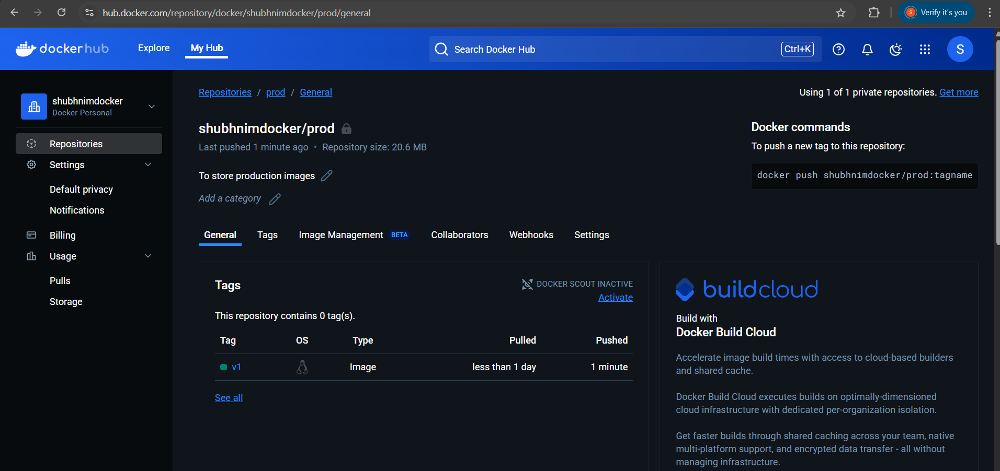 hub.docker.com/repository/docker/shubhnimdocker/prod/general
S
Verify it's you
dockerhub
Explore
My Hub
Search Docker Hub
Ctrl+K
S
shubhnimdocker
Docker Personal
Repositories
Settings
Default privacy
Notifications
Billing
Usage
Pulls
Storage
Repositories / prod / General
Using 1 of 1 private repositories. Get more
shubhnimdocker/prod
Last pushed 1 minute ago • Repository size: 20.6 MB
To store production images
Add a category
Docker commands
To push a new tag to this repository:
docker push shubhnimdocker/prod:tagname
General
Tags
Image Management BETA
Collaborators
Webhooks
Settings
Tags
DOCKER SCOUT INACTIVE
Activate
This repository contains 0 tag(s).
Tag OS Type Pulled Pushed
v1 Image less than 1 day 1 minute
See all
buildcloud
Build with
Docker Build Cloud
Accelerate image build times with access to cloud-based builders
and shared cache.
Docker Build Cloud executes builds on optimally-dimensioned
cloud infrastructure with dedicated per-organization isolation.
Get faster builds through shared caching across your team, native
multi-platform support, and encrypted data transfer - all without
managing infrastructure.